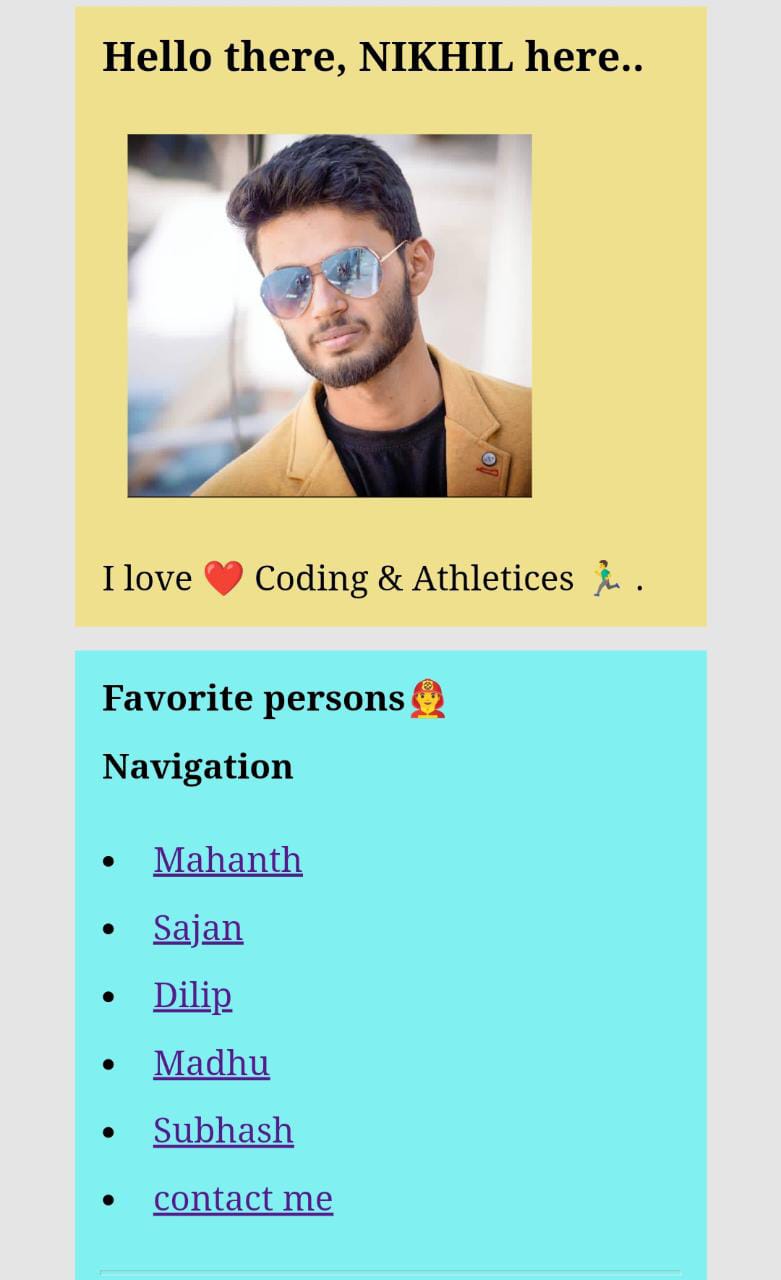 Hello there, NIKHIL here..
I love ❤️ Coding & Athletices 🏃‍♂️ .
Favorite persons👨‍🚒
Navigation
• Mahanth
• Sajan
• Dilip
• Madhu
• Subhash
• contact me